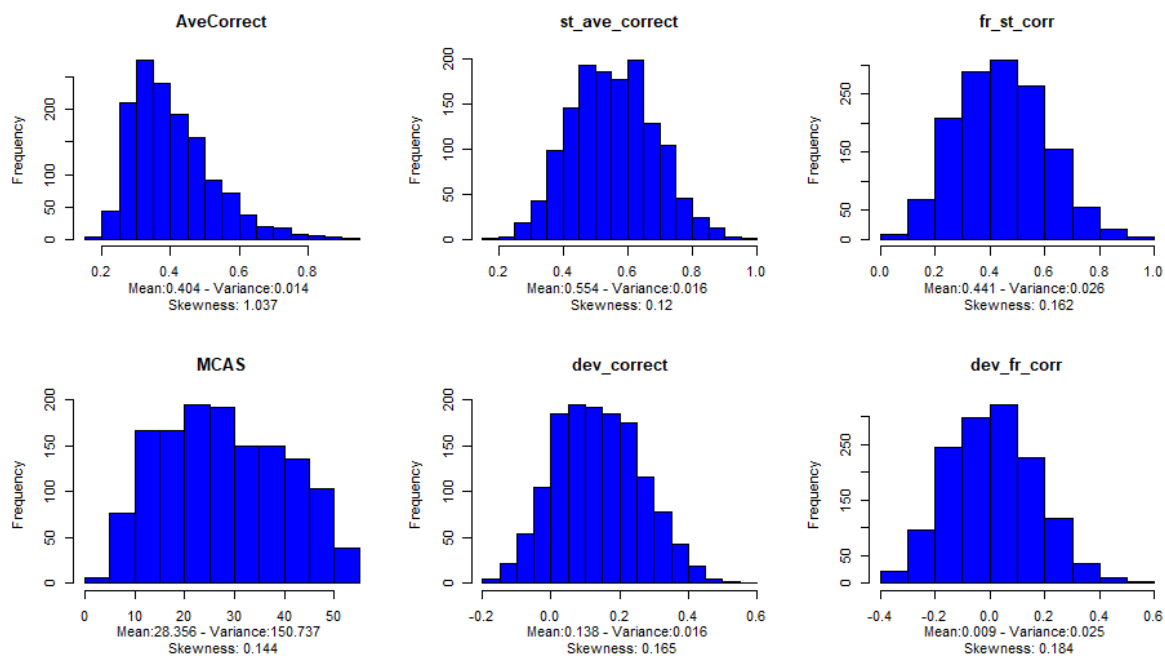 AveCorrect
Frequency
0
50
100
200
0.2 0.4 0.6 0.8
Mean:0.404 - Variance:0.014
Skewness: 1.037
st_ave_correct
Frequency
0
50
100
150
200
0.2 0.4 0.6 0.8 1.0
Mean:0.554 - Variance:0.016
Skewness: 0.12
fr_st_corr
Frequency
0
50
150
250
0.0 0.2 0.4 0.6 0.8 1.0
Mean:0.441 - Variance:0.026
Skewness: 0.162
MCAS
Frequency
0
50
100
150
200
0 10 20 30 40 50
Mean:28.356 - Variance:150.737
Skewness: 0.144
dev_correct
Frequency
0
50
100
150
200
-0.2 0.0 0.2 0.4 0.6
Mean:0.138 - Variance:0.016
Skewness: 0.165
dev_fr_corr
Frequency
0
50
150
250
-0.4 -0.2 0.0 0.2 0.4 0.6
Mean:0.009 - Variance:0.025
Skewness: 0.184